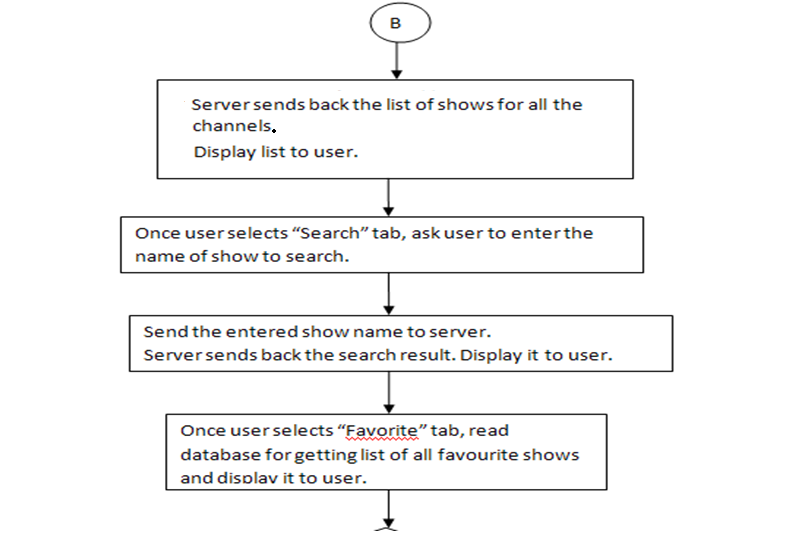 B
Server sends back the list of shows for all the
channels.
Display list to user.
Once user selects “Search” tab, ask user to enter the
name of show to search.
Send the entered show name to server.
Server sends back the search result. Display it to user.
Once user selects “Favorite” tab, read
database for getting list of all favourite shows
and display it to user.